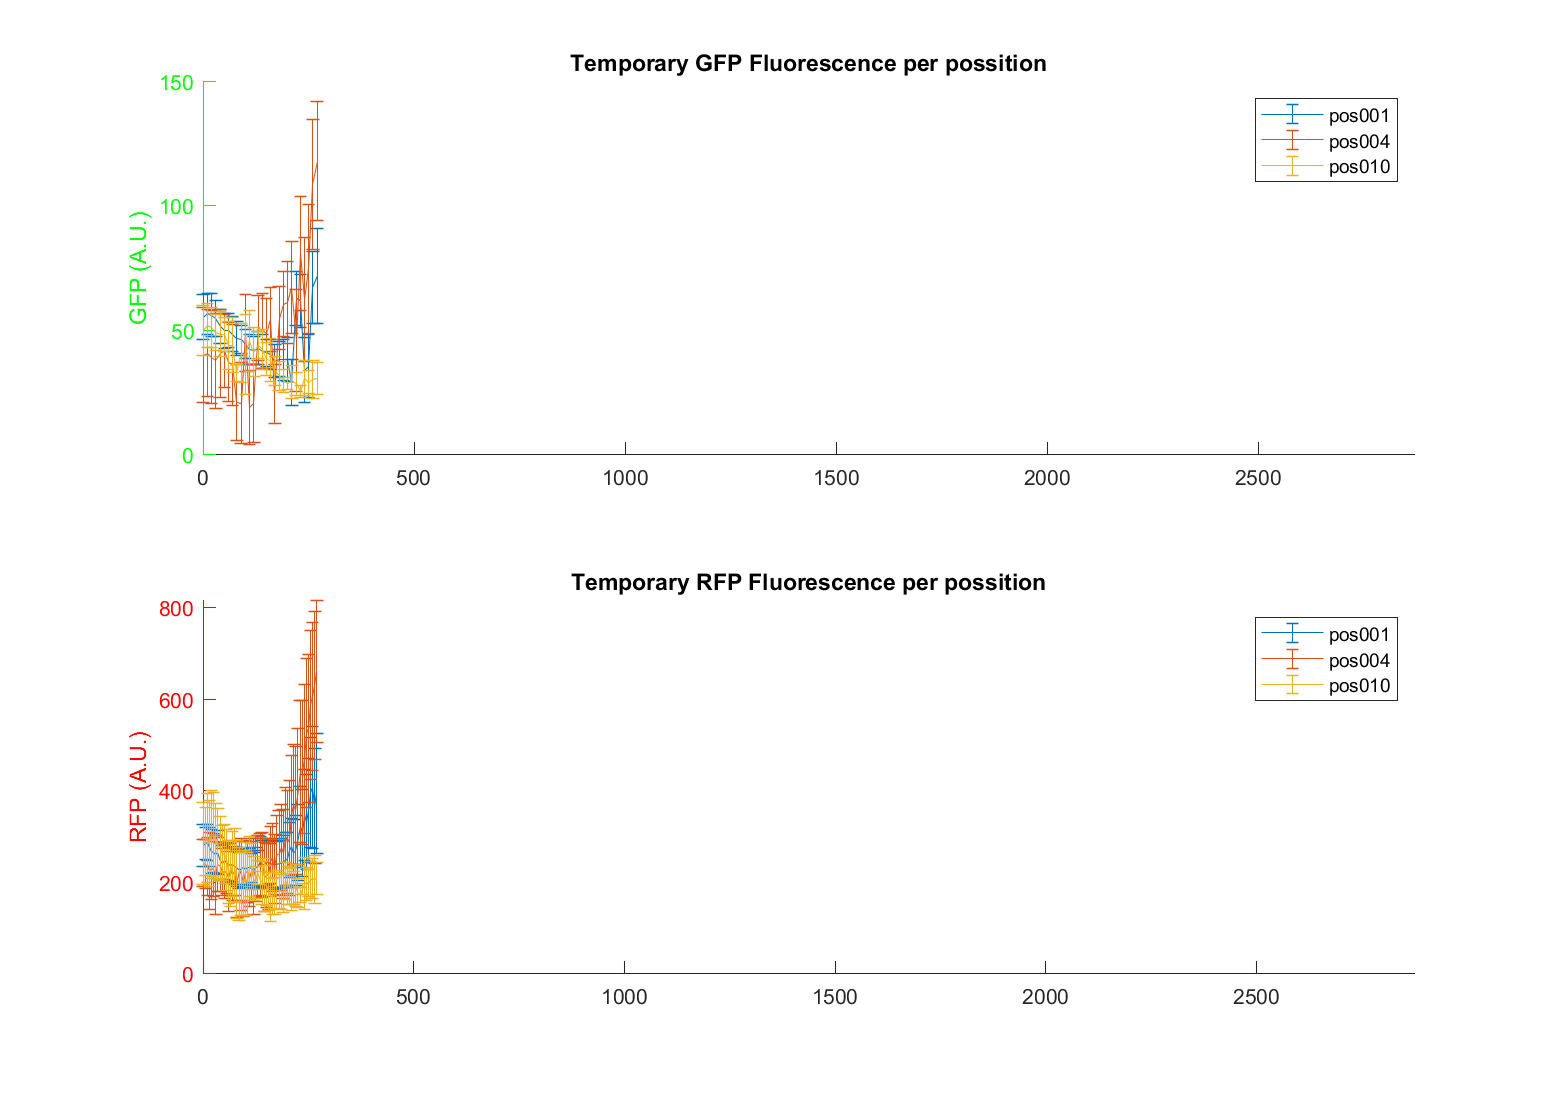 Temporary GFP Fluorescence per possition
150
100
50
0
GFP (A.U.)
pos001
pos004
pos010
0 500 1000 1500 2000 2500
Temporary RFP Fluorescence per possition
800
600
400
200
0
RFP (A.U.)
pos001
pos004
pos010
0 500 1000 1500 2000 2500